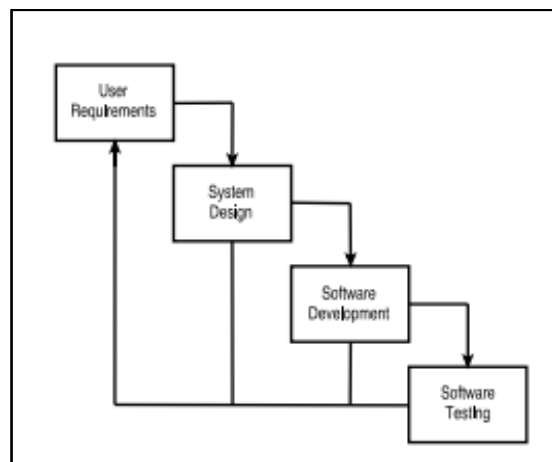 User
Requirements
System
Design
Software
Development
Software
Testing